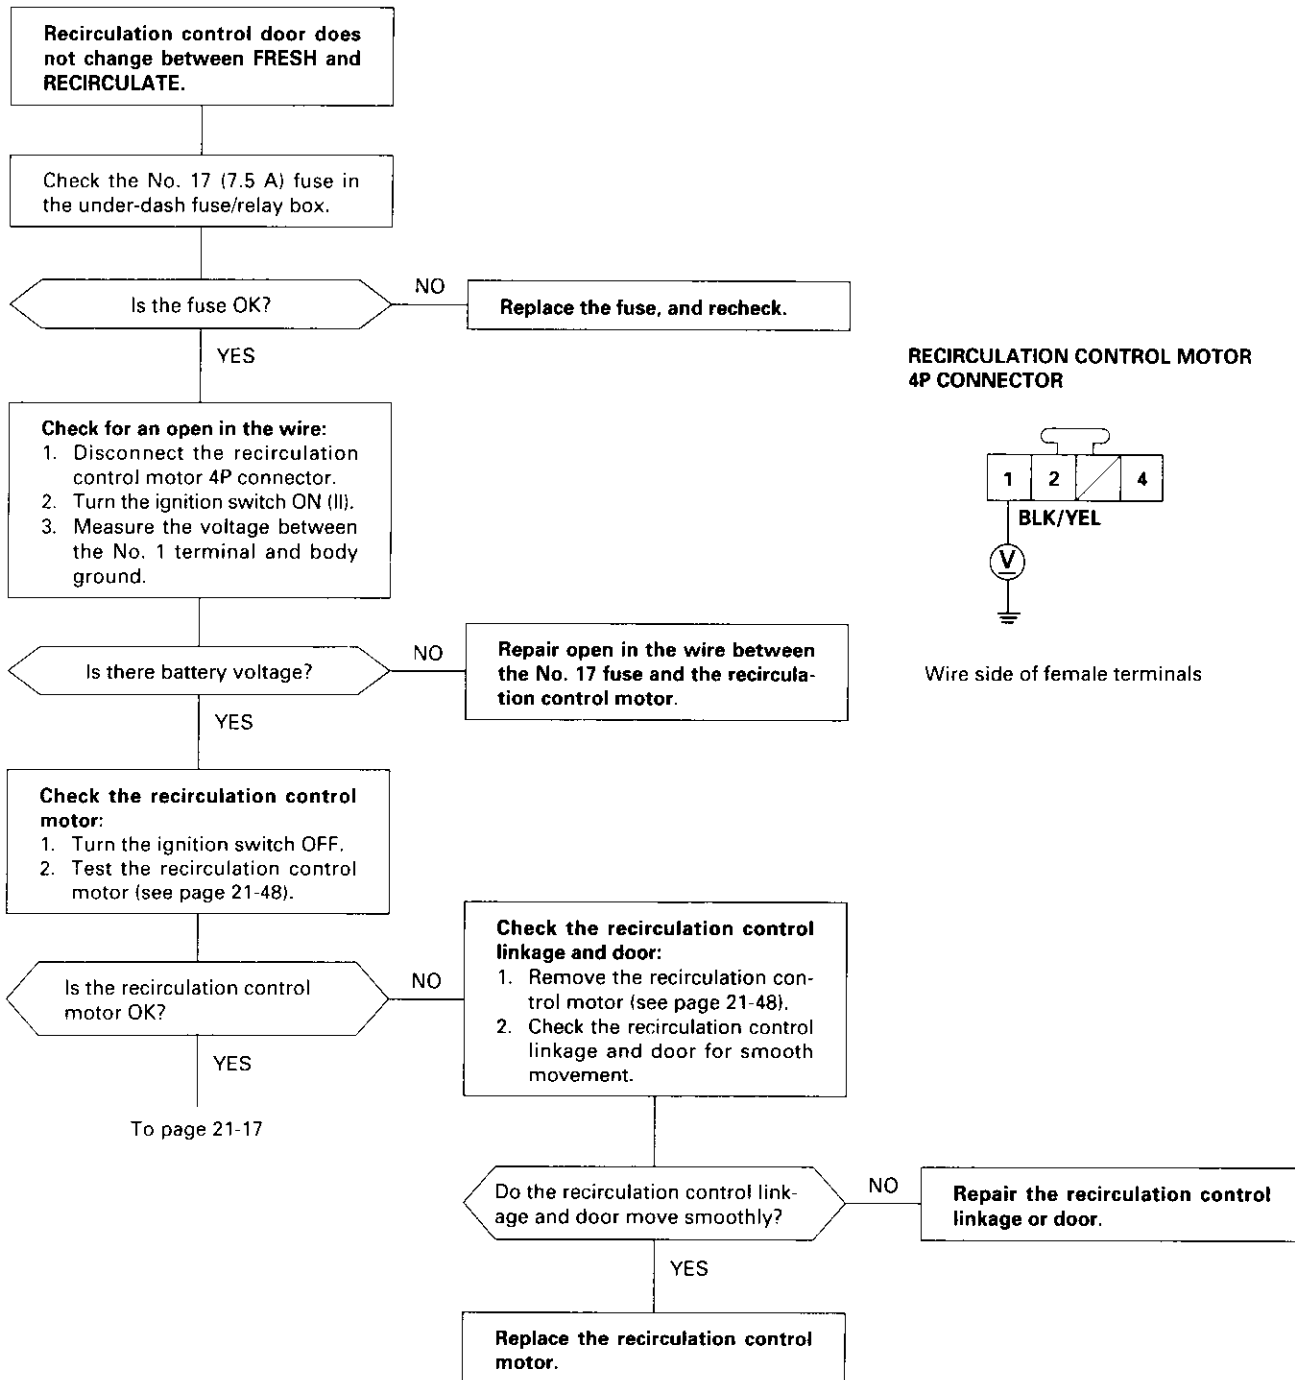 Recirculation control door does
not change between FRESH and
RECIRCULATE.
Check the No. 17 (7.5 A) fuse in
the under-dash fuse/relay box.
Is the fuse OK?
NO
Replace the fuse, and recheck.
YES
RECIRCULATION CONTROL MOTOR
4P CONNECTOR
1 2 4
BLK/YEL
V
Wire side of female terminals
Check for an open in the wire:
1. Disconnect the recirculation
control motor 4P connector.
2. Turn the ignition switch ON (II).
3. Measure the voltage between
the No. 1 terminal and body
ground.
Is there battery voltage?
NO
Repair open in the wire between
the No. 17 fuse and the recircula-
tion control motor.
YES
Check the recirculation control
motor:
1. Turn the ignition switch OFF.
2. Test the recirculation control
motor (see page 21-48).
Is the recirculation control
motor OK?
NO
Check the recirculation control
linkage and door:
1. Remove the recirculation con-
trol motor (see page 21-48).
2. Check the recirculation control
linkage and door for smooth
movement.
YES
To page 21-17
Do the recirculation control link-
age and door move smoothly?
NO
Repair the recirculation control
linkage or door.
YES
Replace the recirculation control
motor.